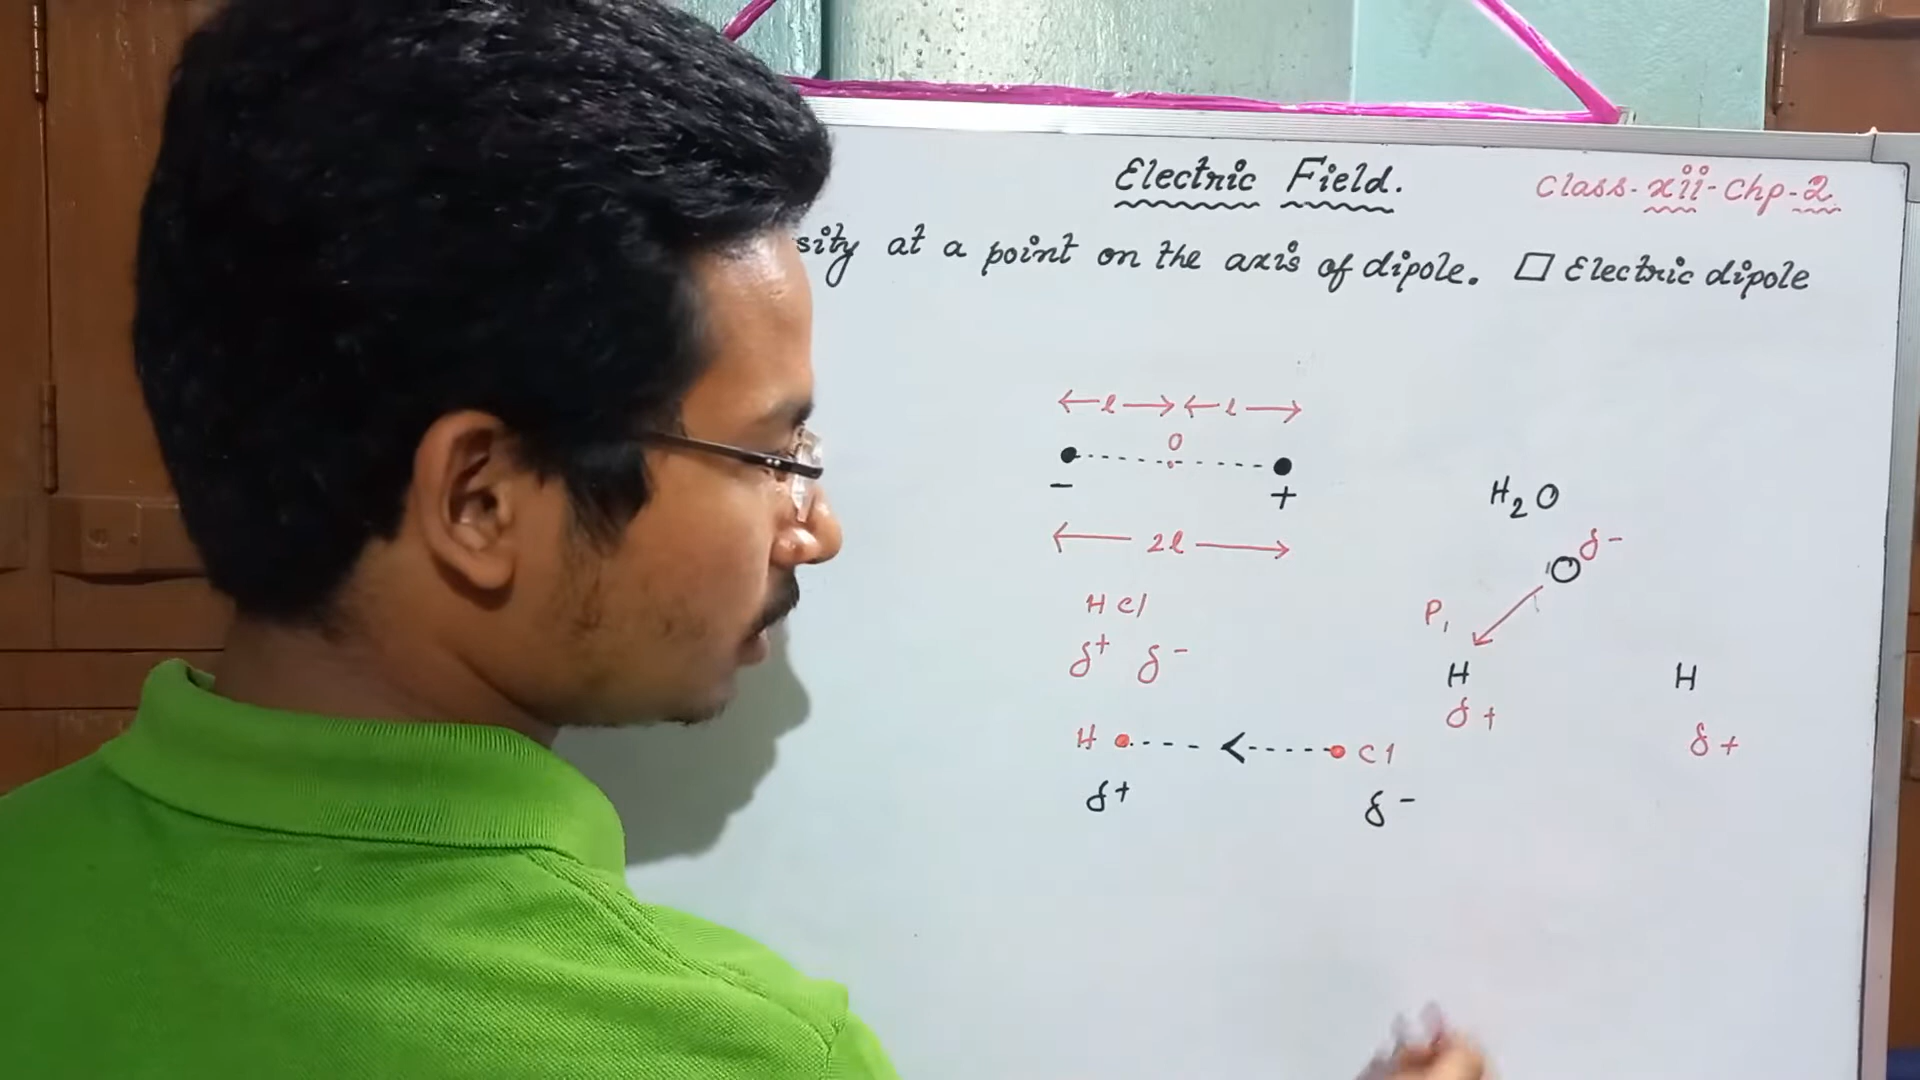 Electric Field.
Class-xii-Chp-2
sity at a point on the axis of dipole. □ Electric dipole
l l
O
- +
2l
H Cl
δ+ δ-
H Cl
δ+ δ-
H2O
O δ-
P1
H H
δ+ δ+